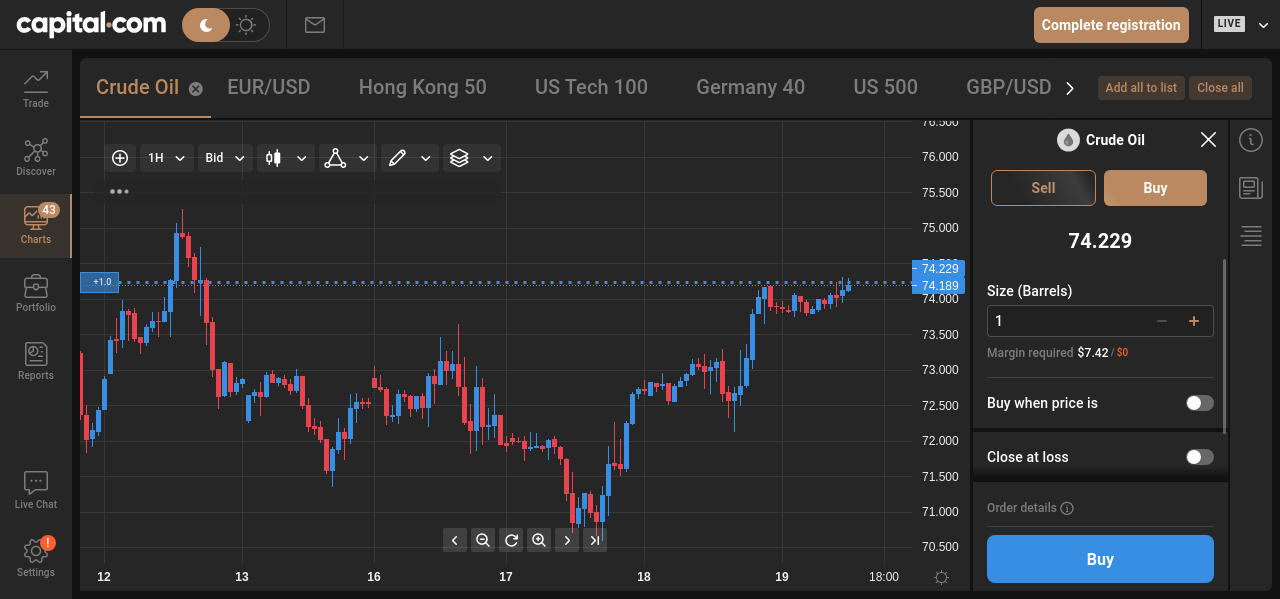 capital.com
Complete registration
LIVE
Trade
Discover
43
Charts
Portfolio
Reports
Live Chat
!
Settings
Crude Oil
EUR/USD
Hong Kong 50
US Tech 100
Germany 40
US 500
GBP/USD
Add all to list
Close all
1H
Bid
+1.0
76.500
76.000
75.500
75.000
74.229
74.189
74.000
73.500
73.000
72.500
72.000
71.500
71.000
70.500
12
13
16
17
18
19
18:00
Crude Oil
Sell
Buy
74.229
Size (Barrels)
1
Margin required $7.42 / $0
Buy when price is
Close at loss
Order details
Buy